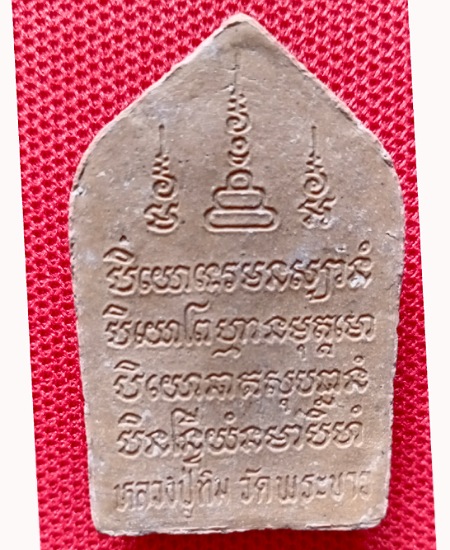 បិយោទេវមនុស្សានំ
បិយោព្រហ្មានមុត្តមោ
បិយោនាគសុបណ្ណានំ
បិនន្ទ្រិយំនមាមិហំ
หลวงปู่ทิม วัดพระขาว